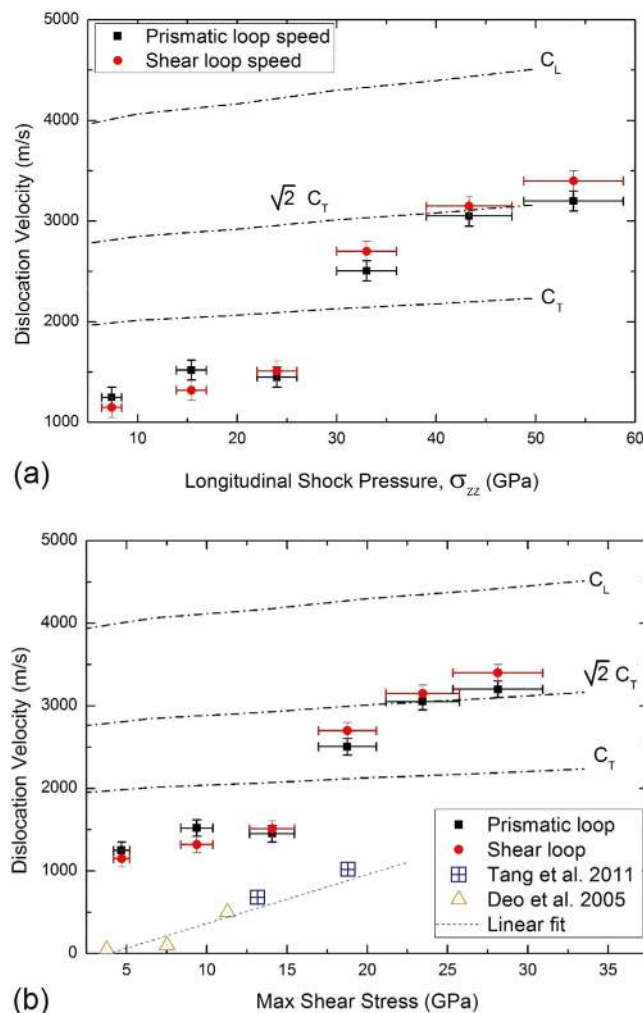 Prismatic loop speed
Shear loop speed
C_L
√2 C_T
C_T
5000
4000
3000
2000
1000
Dislocation Velocity (m/s)
10 20 30 40 50 60
(a)
Longitudinal Shock Pressure, σ_zz (GPa)
5000
4000
3000
2000
1000
0
Dislocation Velocity (m/s)
C_L
√2 C_T
C_T
Prismatic loop
Shear loop
Tang et al. 2011
Deo et al. 2005
Linear fit
5 10 15 20 25 30 35
(b)
Max Shear Stress (GPa)